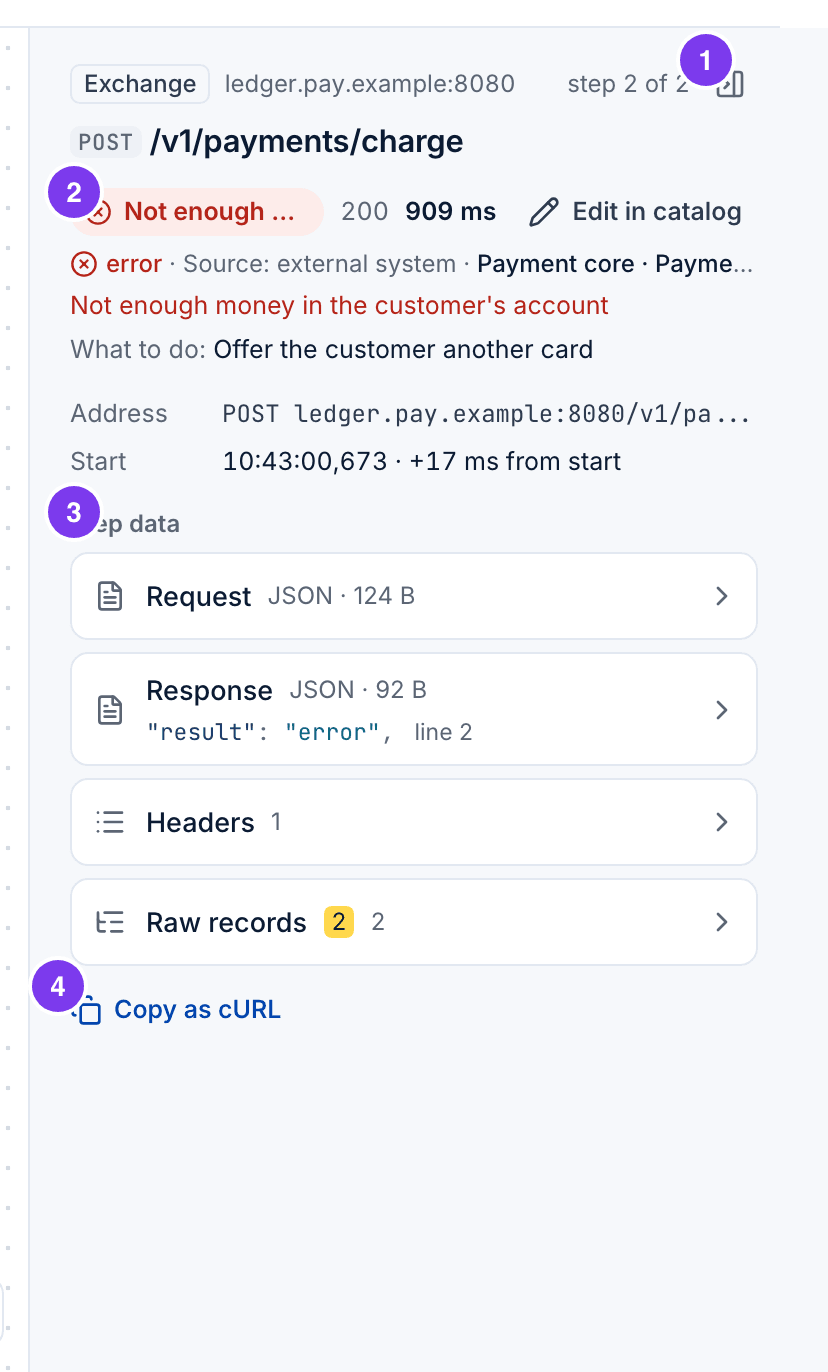 1
Exchange ledger.pay.example:8080 step 2 of 2
POST /v1/payments/charge
2
Not enough ... 200 909 ms Edit in catalog
error · Source: external system · Payment core · Payme...
Not enough money in the customer's account
What to do: Offer the customer another card
Address POST ledger.pay.example:8080/v1/pa...
Start 10:43:00,673 · +17 ms from start
3
ep data
Request JSON · 124 B
Response JSON · 92 B
"result": "error", line 2
Headers 1
Raw records 2 2
4
Copy as cURL